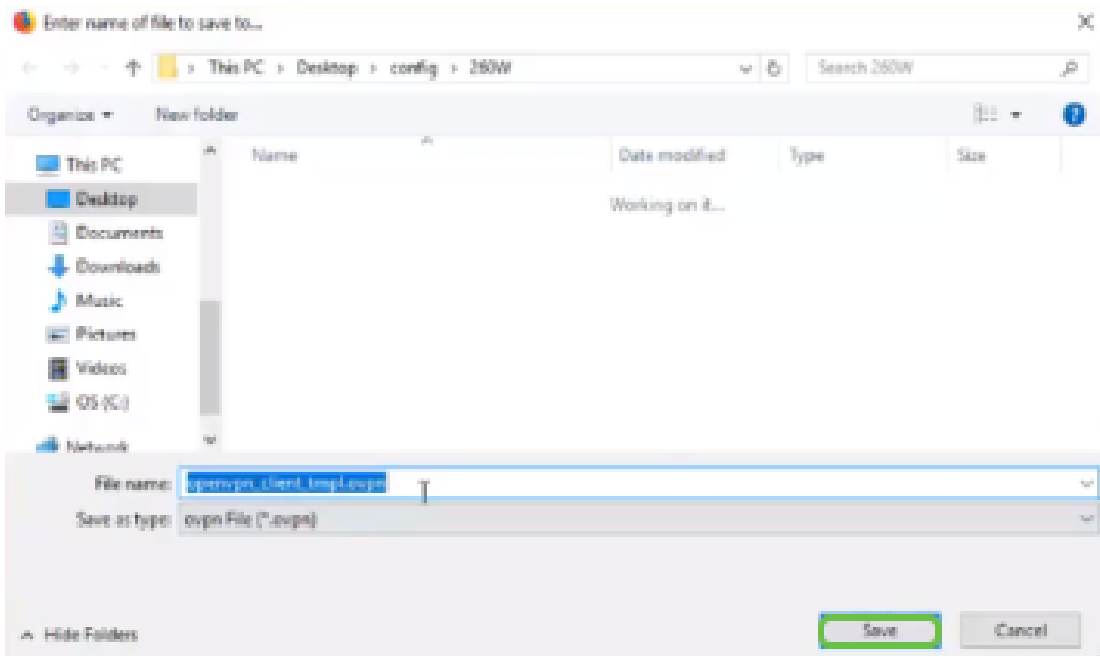 Enter name of file to save to...
This PC > Desktop > config > 260W
Search 260W
Organize
New folder
Name
Date modified
Type
Size
Working on it...
This PC
Desktop
Documents
Downloads
Music
Pictures
Videos
OS (C:)
Network
File name: openvpn_client_tmpl.ovpn
Save as type: ovpn File (*.ovpn)
Hide Folders
Save
Cancel